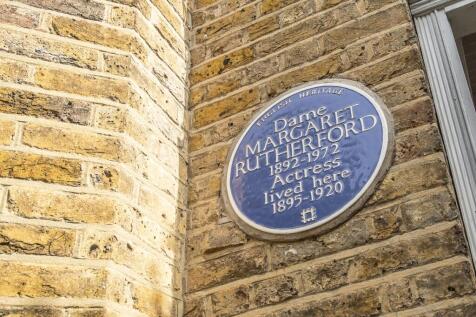 ENGLISH HERITAGE
Dame
MARGARET
RUTHERFORD
1892-1972
Actress
lived here
1895-1920